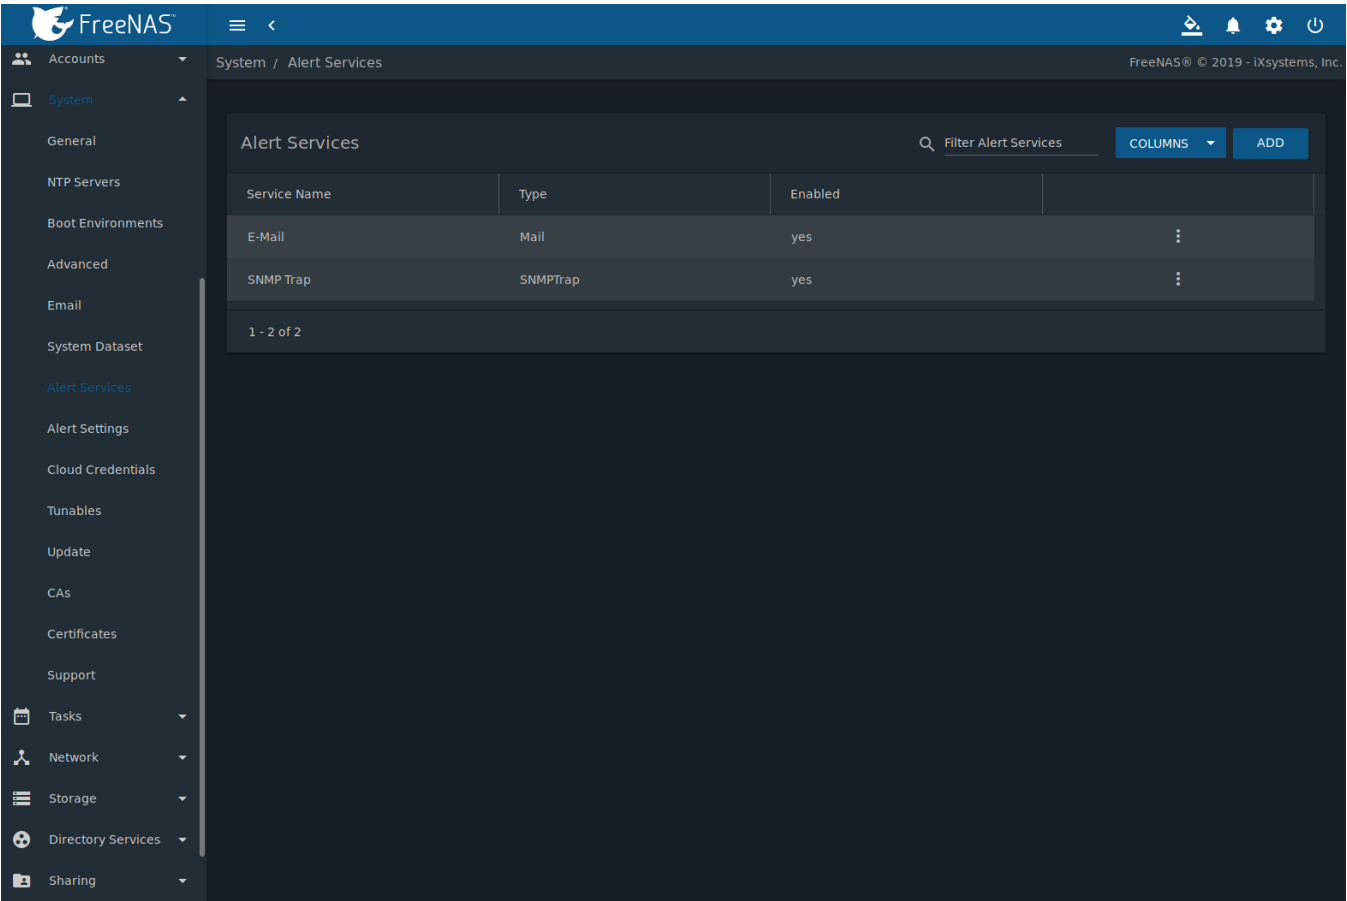 FreeNAS™
System / Alert Services
FreeNAS® © 2019 - iXsystems, Inc.
Accounts
System
General
NTP Servers
Boot Environments
Advanced
Email
System Dataset
Alert Services
Alert Settings
Cloud Credentials
Tunables
Update
CAs
Certificates
Support
Tasks
Network
Storage
Directory Services
Sharing
Alert Services
Filter Alert Services
COLUMNS
ADD
Service Name Type Enabled
E-Mail Mail yes
SNMP Trap SNMPTrap yes
1 - 2 of 2